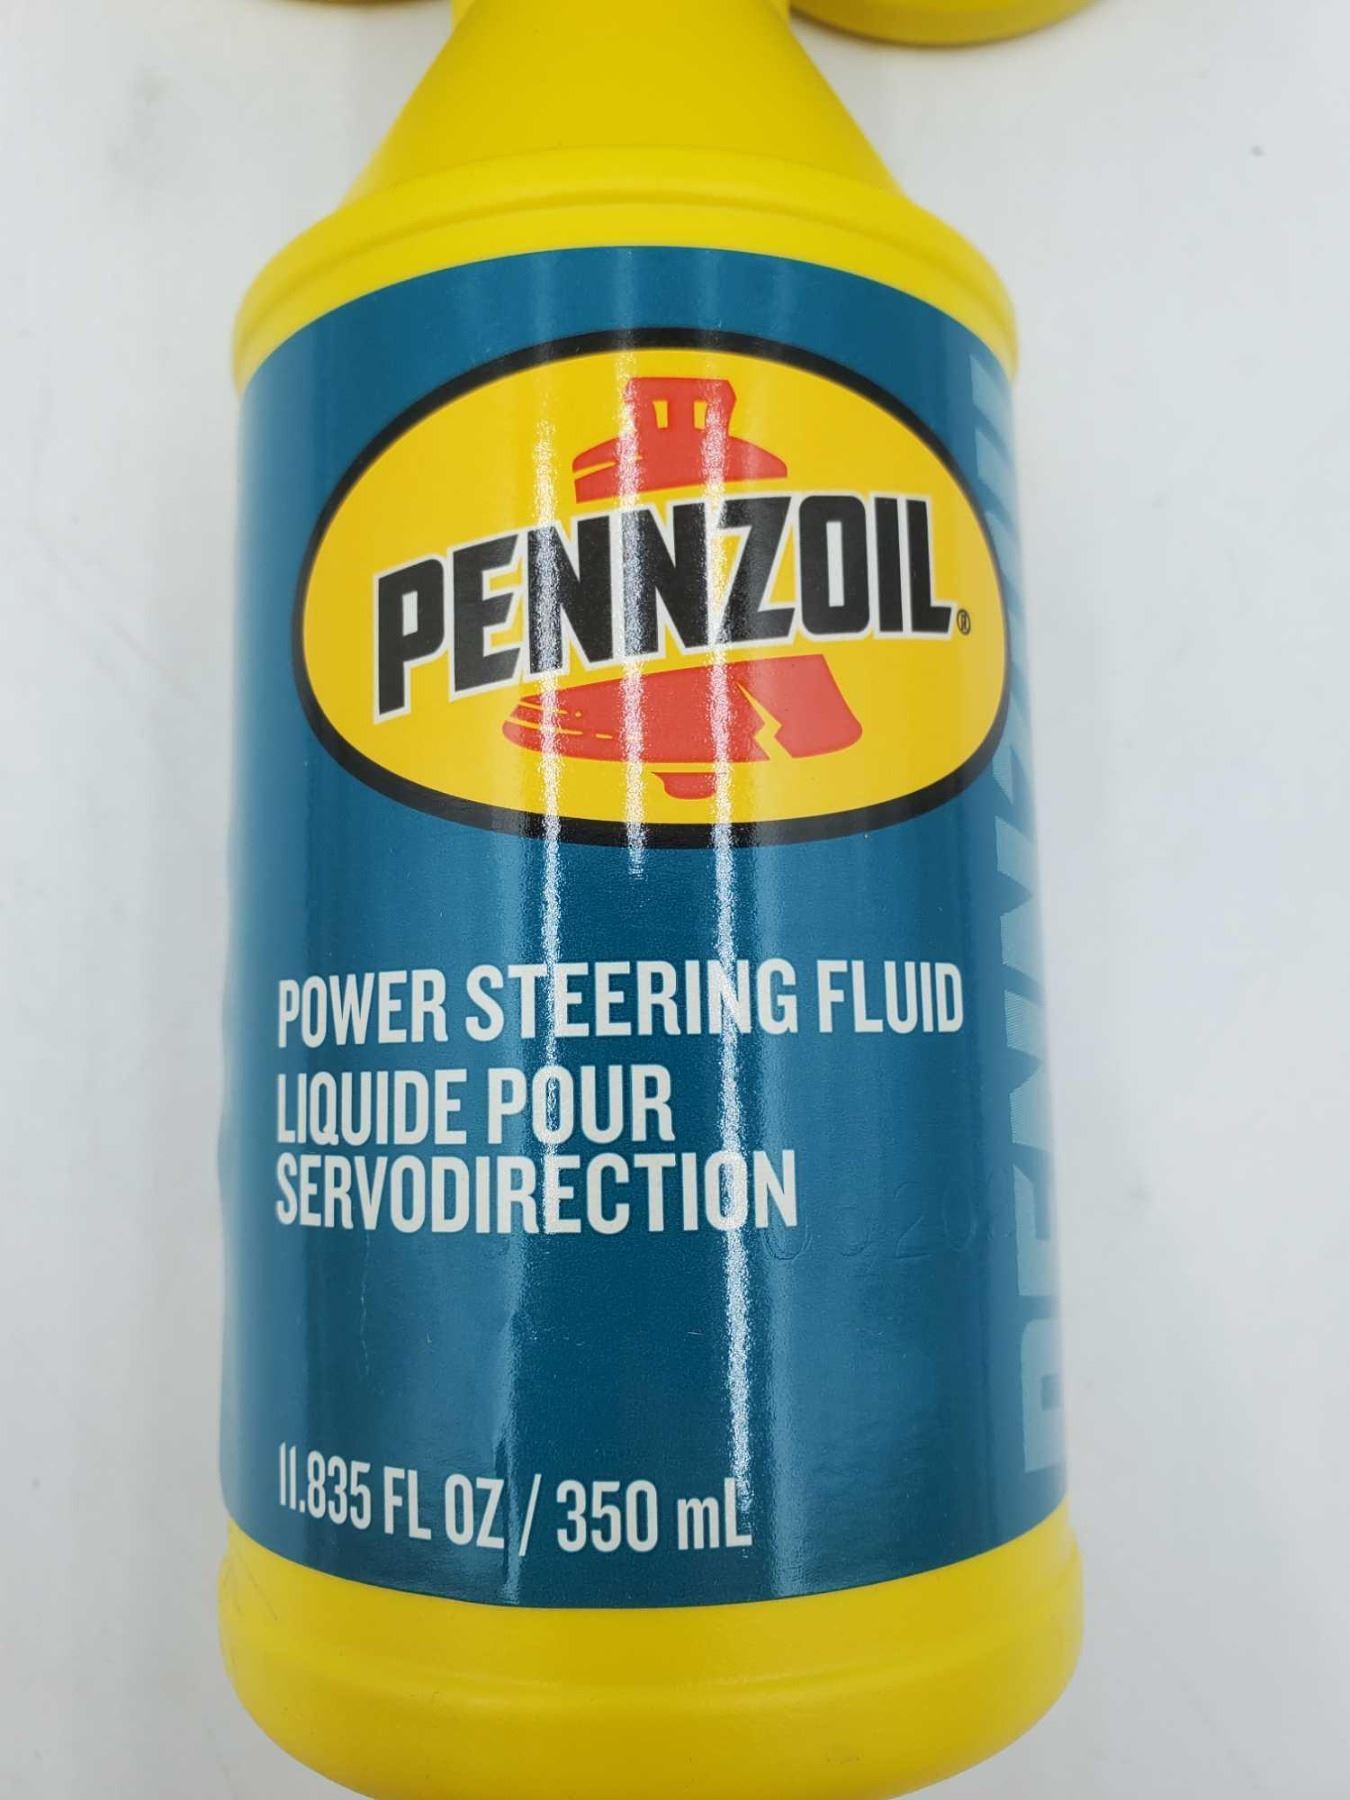 PENNZOIL®
POWER STEERING FLUID
LIQUIDE POUR
SERVODIRECTION
11.835 FL OZ / 350 mL